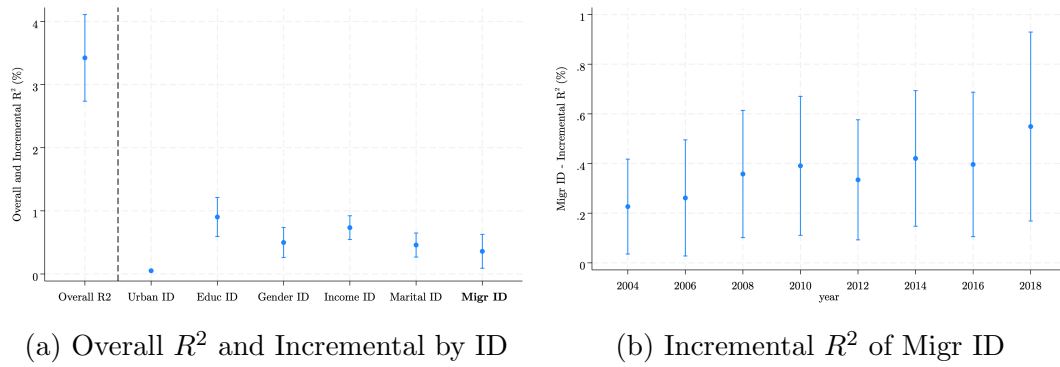 Overall and Incremental R² (%)
4
3
2
1
0
Overall R2 Urban ID Educ ID Gender ID Income ID Marital ID Migr ID
(a) Overall R² and Incremental by ID
Migr ID - Incremental R² (%)
1
.8
.6
.4
.2
0
2004 2006 2008 2010 2012 2014 2016 2018
year
(b) Incremental R² of Migr ID